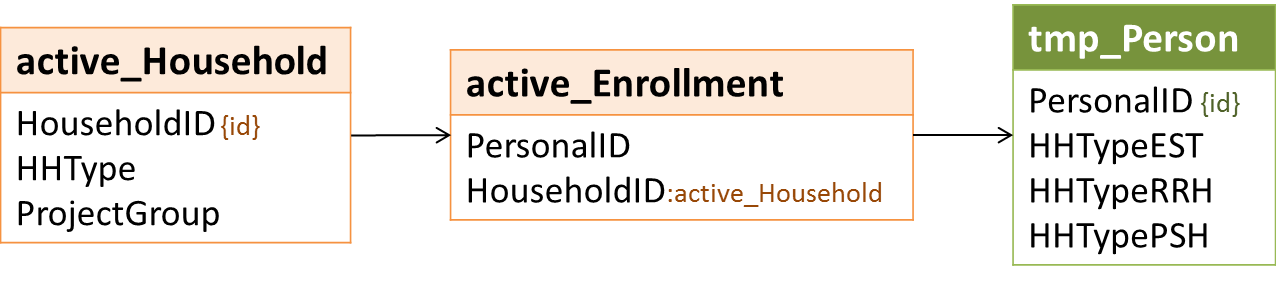 active_Household
HouseholdID {id}
HHType
ProjectGroup
active_Enrollment
PersonalID
HouseholdID:active_Household
tmp_Person
PersonalID {id}
HHTypeEST
HHTypeRRH
HHTypePSH